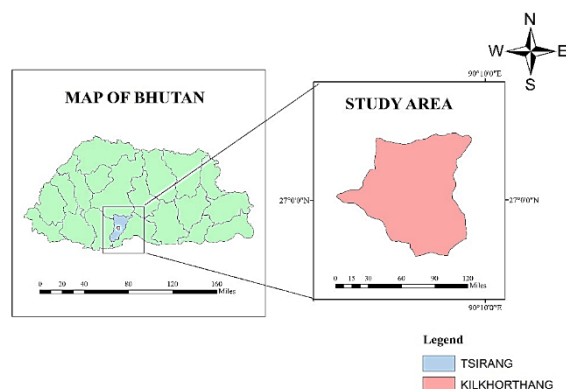 N
W E
S
90°10'0"E
MAP OF BHUTAN
STUDY AREA
27°0'0"N 27°0'0"N
0 20 40 80 120 160
Miles
0 15 30 60 90 120
Miles
90°10'0"E
Legend
TSIRANG
KILKHORTHANG